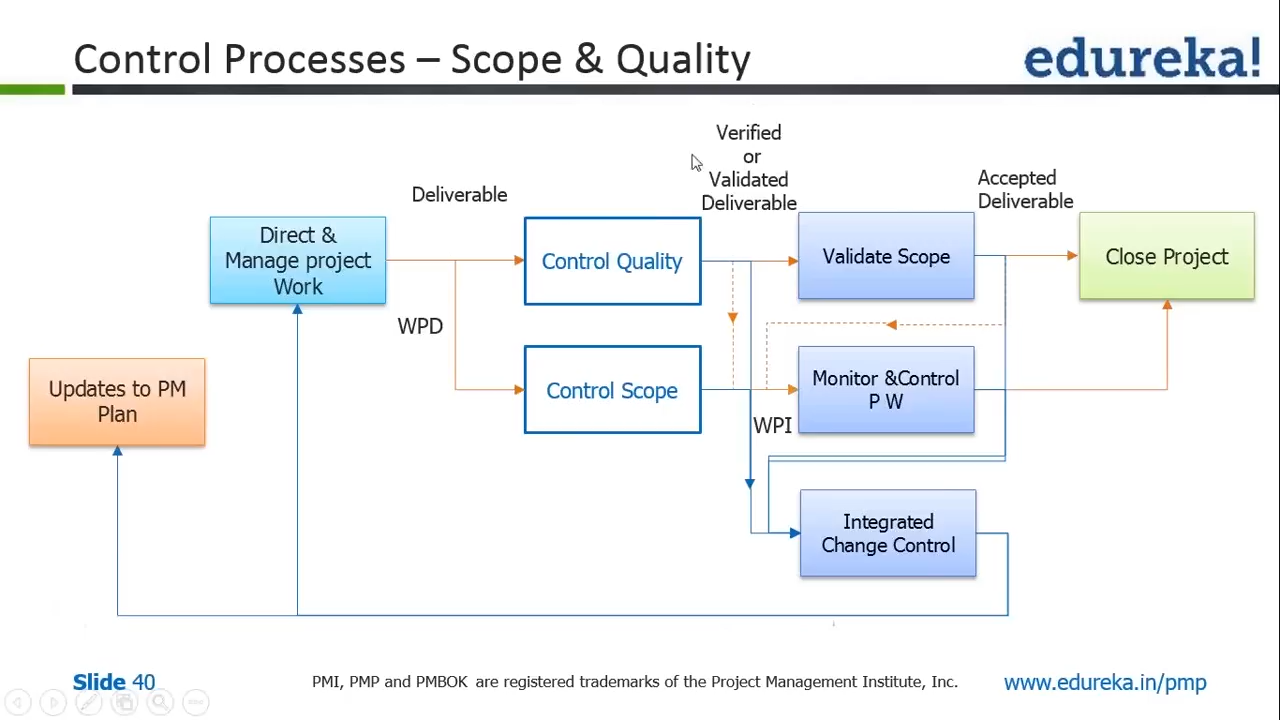 Control Processes – Scope & Quality
edureka!
Verified
or
Validated
Deliverable
Deliverable
Accepted
Deliverable
Direct &
Manage project
Work
Control Quality
Validate Scope
Close Project
WPD
Updates to PM
Plan
Control Scope
Monitor &Control
P W
WPI
Integrated
Change Control
Slide 40
PMI, PMP and PMBOK are registered trademarks of the Project Management Institute, Inc.
www.edureka.in/pmp